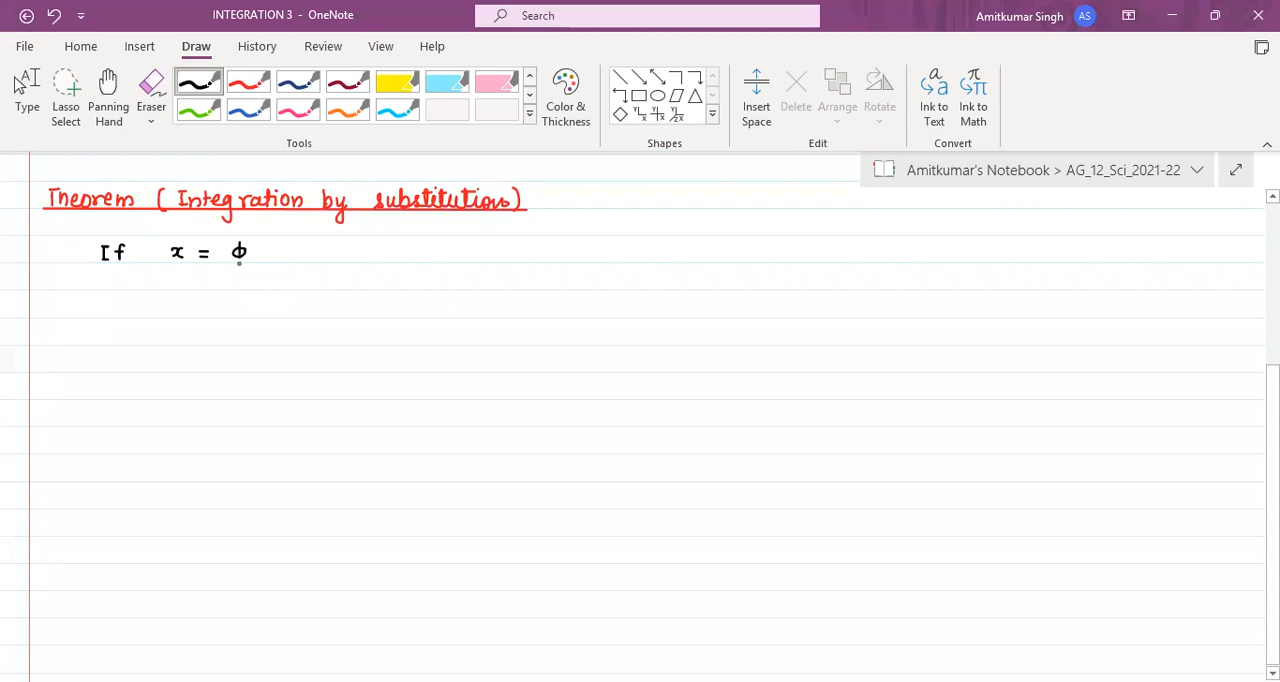 INTEGRATION 3 - OneNote
Search
Amitkumar Singh
AS
File Home Insert Draw History Review View Help
Type
Lasso Select
Panning Hand
Eraser
Color & Thickness
Insert Space
Delete
Arrange
Rotate
Ink to Text
Ink to Math
Tools
Shapes
Edit
Convert
Amitkumar's Notebook > AG_12_Sci_2021-22
Theorem ( Integration by substitutions)
If x = Φ